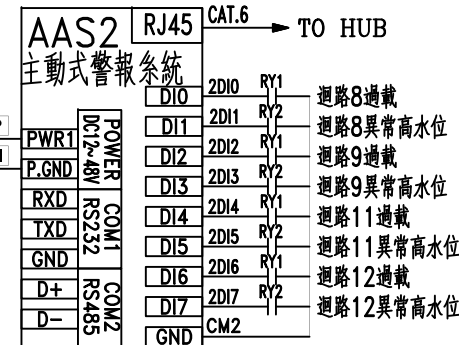 AAS2
主動式警報系統
RJ45 CAT.6 TO HUB
DI0 2DI0 RY1 迴路8過載
DI1 2DI1 RY2 迴路8異常高水位
DI2 2DI2 RY1 迴路9過載
DI3 2DI3 RY2 迴路9異常高水位
DI4 2DI4 RY1 迴路11過載
DI5 2DI5 RY2 迴路11異常高水位
DI6 2DI6 RY1 迴路12過載
DI7 2DI7 RY2 迴路12異常高水位
GND CM2
PWR1
P.GND
POWER
DC12~48V
RXD
TXD
GND
COM1
RS232
D+
D-
COM2
RS485